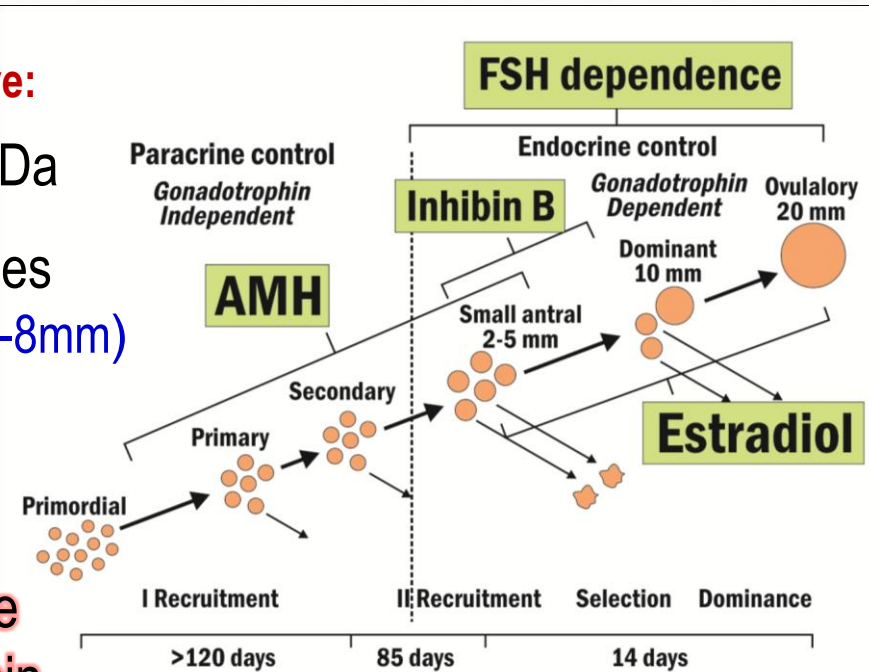 ve:
Da
es
-8mm)
e
FSH dependence
Paracrine control
Gonadotrophin
Independent
Endocrine control
Inhibin B
Gonadotrophin
Dependent
Ovulalory
20 mm
Dominant
10 mm
AMH
Small antral
2-5 mm
Secondary
Primary
Estradiol
Primordial
I Recruitment
II Recruitment
Selection
Dominance
>120 days
85 days
14 days